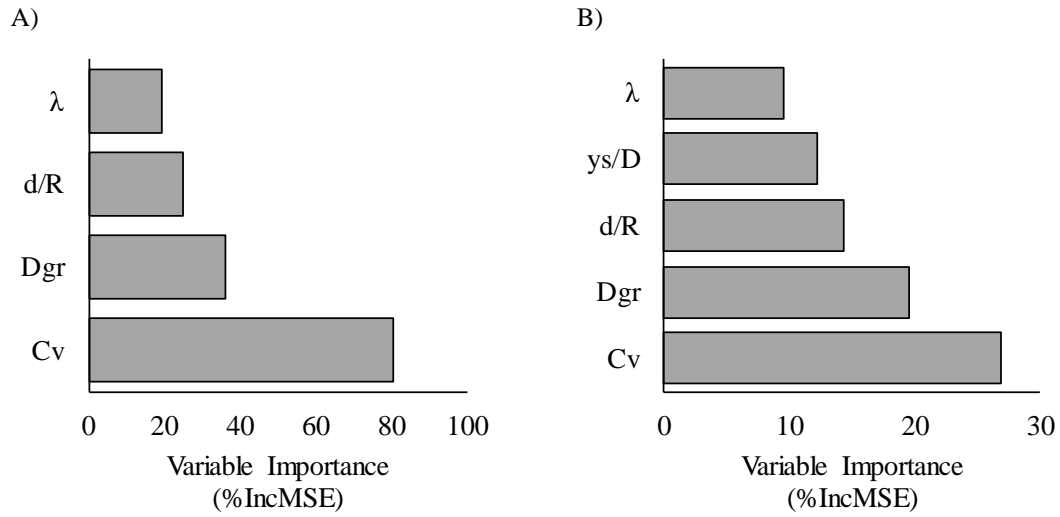 A)
λ
d/R
Dgr
Cv
0 20 40 60 80 100
Variable Importance
(%IncMSE)
B)
λ
ys/D
d/R
Dgr
Cv
0 10 20 30
Variable Importance
(%IncMSE)